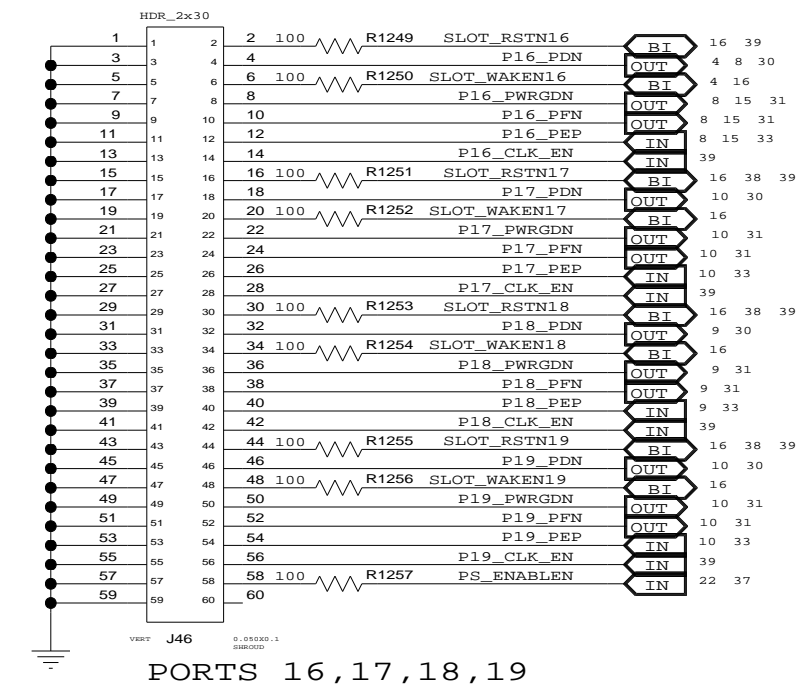 HDR_2x30
1 1 2 2 100 R1249 SLOT_RSTN16 BI 16 39
3 3 4 4 P16_PDN OUT 4 8 30
5 5 6 6 100 R1250 SLOT_WAKEN16 BI 4 16
7 7 8 8 P16_PWRGDN OUT 8 15 31
9 9 10 10 P16_PFN OUT 8 15 31
11 11 12 12 P16_PEP IN 8 15 33
13 13 14 14 P16_CLK_EN IN 39
15 15 16 16 100 R1251 SLOT_RSTN17 BI 16 38 39
17 17 18 18 P17_PDN OUT 10 30
19 19 20 20 100 R1252 SLOT_WAKEN17 BI 16
21 21 22 22 P17_PWRGDN OUT 10 31
23 23 24 24 P17_PFN OUT 10 31
25 25 26 26 P17_PEP IN 10 33
27 27 28 28 P17_CLK_EN IN 39
29 29 30 30 100 R1253 SLOT_RSTN18 BI 16 38 39
31 31 32 32 P18_PDN OUT 9 30
33 33 34 34 100 R1254 SLOT_WAKEN18 BI 16
35 35 36 36 P18_PWRGDN OUT 9 31
37 37 38 38 P18_PFN OUT 9 31
39 39 40 40 P18_PEP IN 9 33
41 41 42 42 P18_CLK_EN IN 39
43 43 44 44 100 R1255 SLOT_RSTN19 BI 16 38 39
45 45 46 46 P19_PDN OUT 10 30
47 47 48 48 100 R1256 SLOT_WAKEN19 BI 16
49 49 50 50 P19_PWRGDN OUT 10 31
51 51 52 52 P19_PFN OUT 10 31
53 53 54 54 P19_PEP IN 10 33
55 55 56 56 P19_CLK_EN IN 39
57 57 58 58 100 R1257 PS_ENABLEN IN 22 37
59 59 60 60
VERT J46 0.050X0.1
SHROUD
PORTS 16,17,18,19